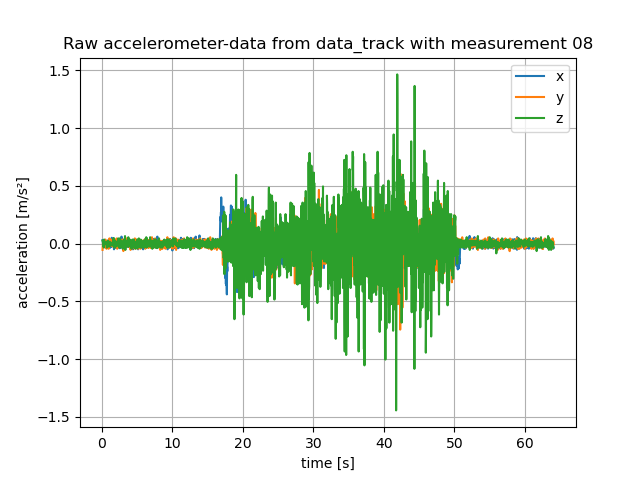 Raw accelerometer-data from data_track with measurement 08
1.5
1.0
0.5
0.0
−0.5
−1.0
−1.5
acceleration [m/s²]
x
y
z
0 10 20 30 40 50 60
time [s]